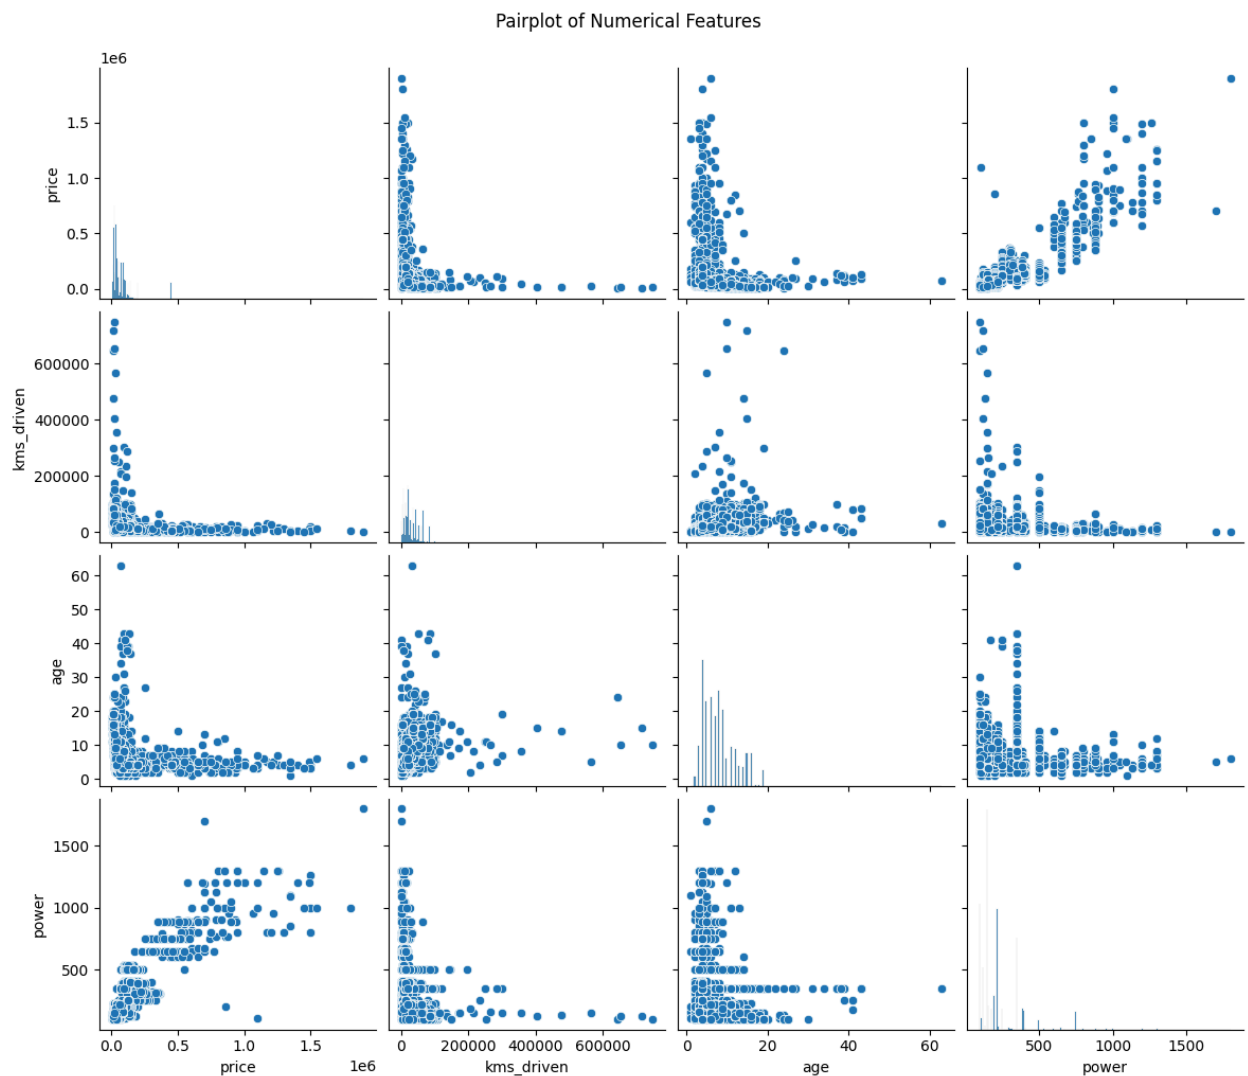 Pairplot of Numerical Features
1e6
1.5
1.0
0.5
0.0
price
600000
400000
200000
0
kms_driven
60
50
40
30
20
10
0
age
1500
1000
500
power
0.0 0.5 1.0 1.5
1e6
price
0 200000 400000 600000
kms_driven
0 20 40 60
age
500 1000 1500
power